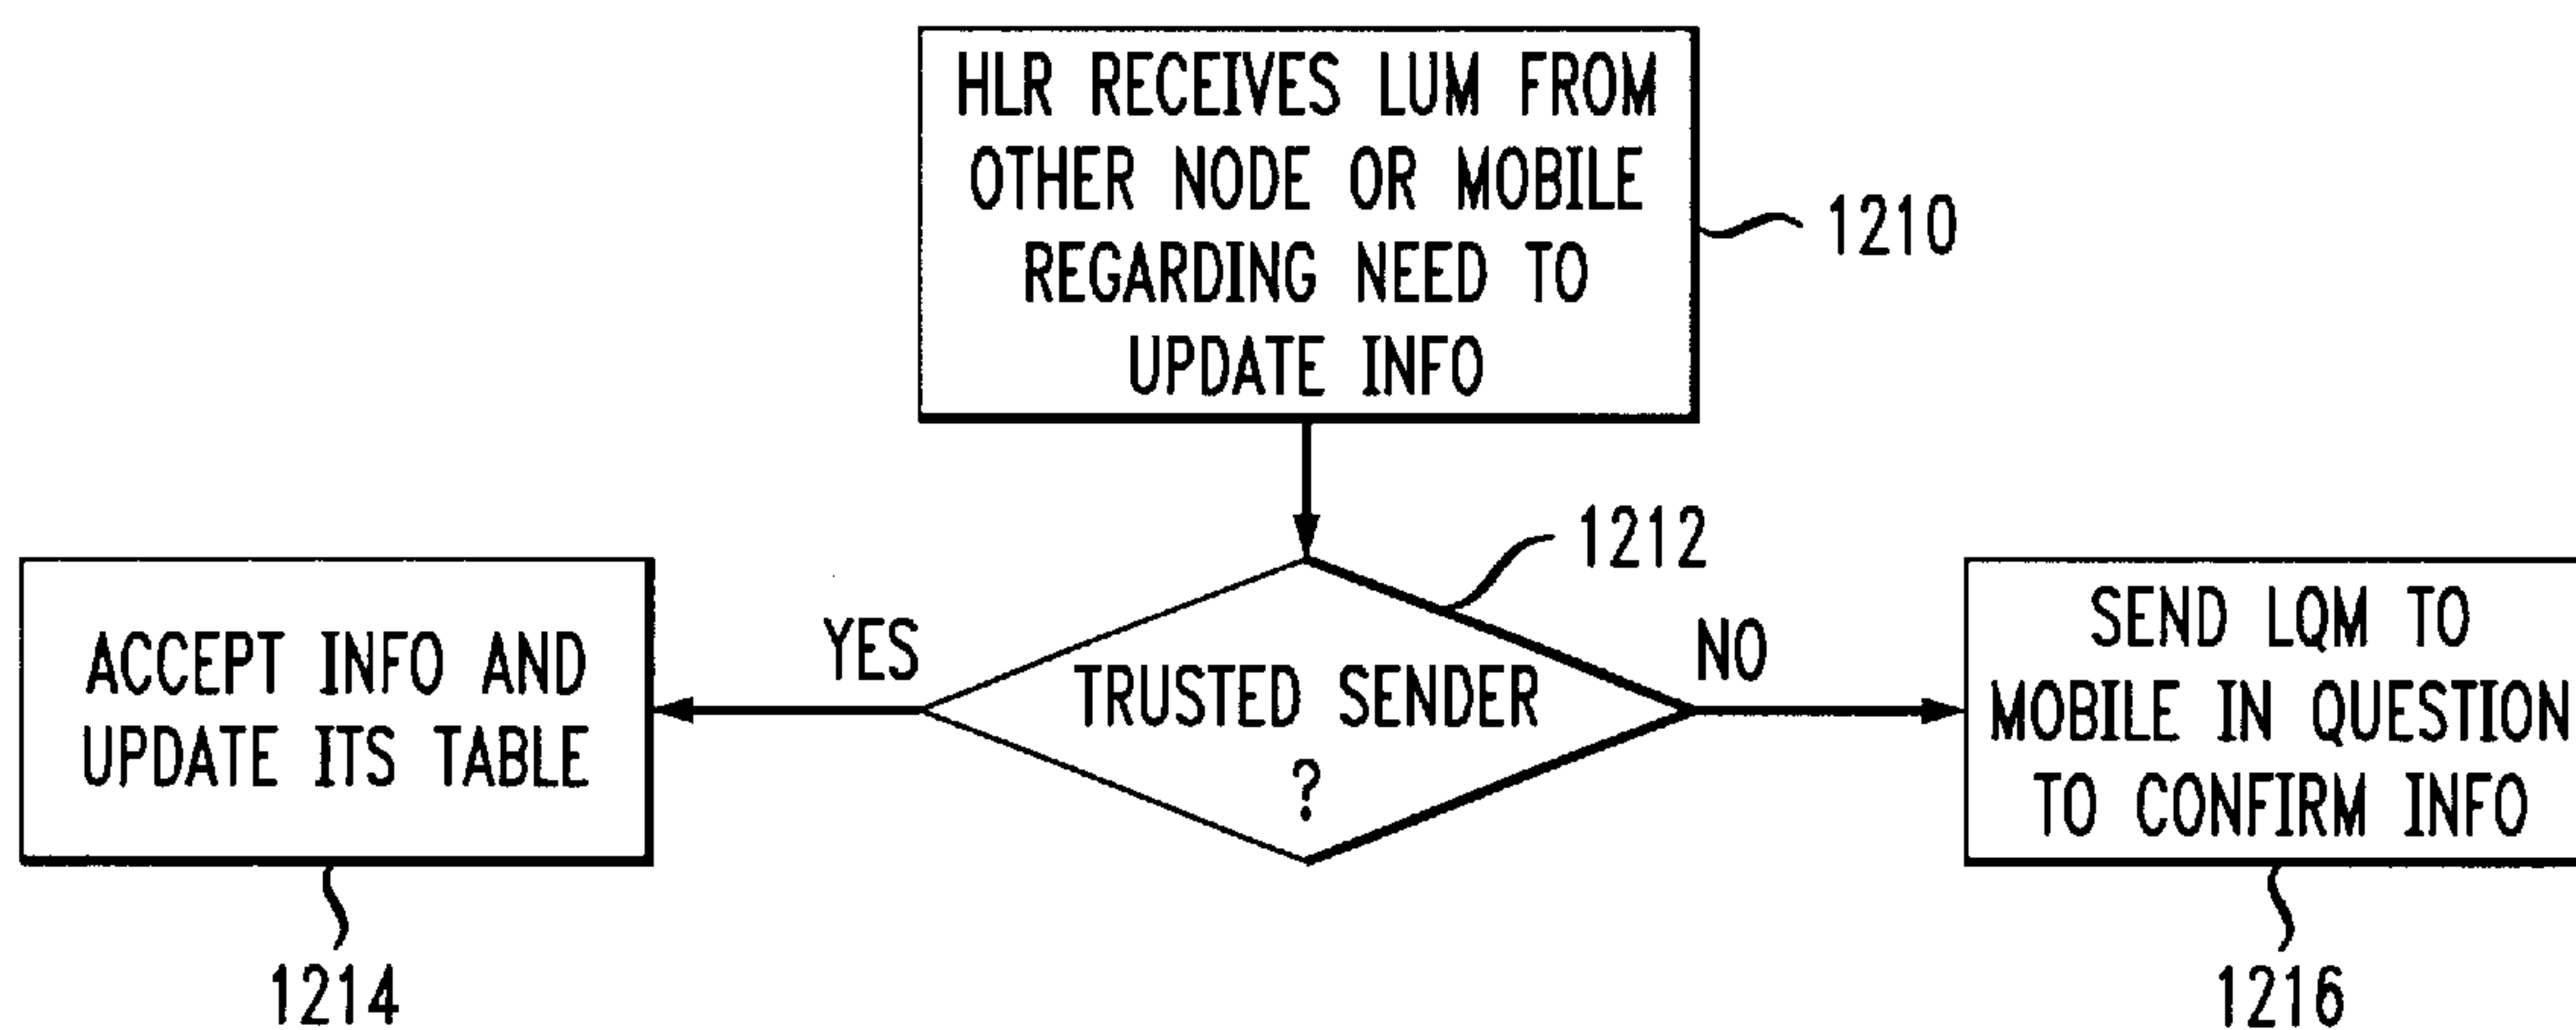 HLR RECEIVES LUM FROM
OTHER NODE OR MOBILE
REGARDING NEED TO
UPDATE INFO
1210
1212
TRUSTED SENDER
?
YES
NO
ACCEPT INFO AND
UPDATE ITS TABLE
1214
SEND LQM TO
MOBILE IN QUESTION
TO CONFIRM INFO
1216